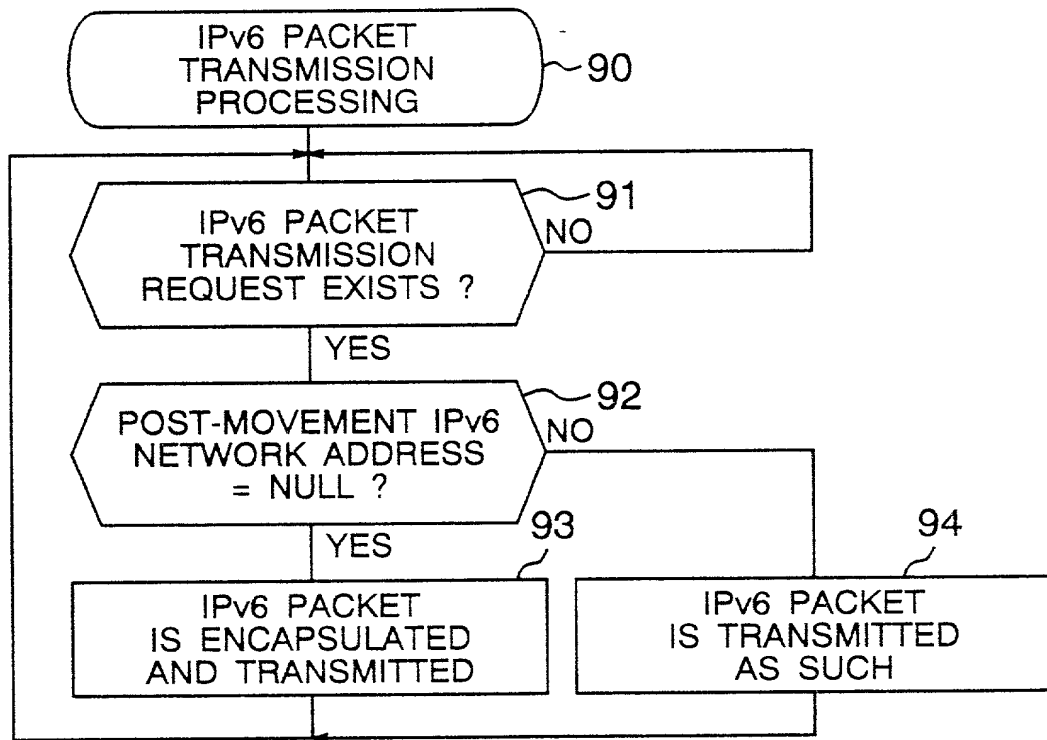 IPv6 PACKET
TRANSMISSION
PROCESSING
90
IPv6 PACKET
TRANSMISSION
REQUEST EXISTS ?
91
NO
YES
POST-MOVEMENT IPv6
NETWORK ADDRESS
= NULL ?
92
NO
YES
93
IPv6 PACKET
IS ENCAPSULATED
AND TRANSMITTED
94
IPv6 PACKET
IS TRANSMITTED
AS SUCH